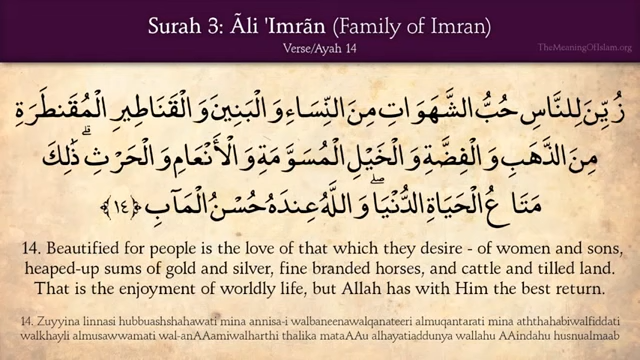 Surah 3: Ãli 'Imrãn (Family of Imran)
Verse/Ayah 14
TheMeaningOfIslam.org
زُيِّنَ لِلنَّاسِ حُبُّ الشَّهَوَاتِ مِنَ النِّسَاءِ وَالْبَنِينَ وَالْقَنَاطِيرِ الْمُقَنطَرَةِ
مِنَ الذَّهَبِ وَالْفِضَّةِ وَالْخَيْلِ الْمُسَوَّمَةِ وَالْأَنْعَامِ وَالْحَرْثِ ۗ ذَٰلِكَ
مَتَاعُ الْحَيَاةِ الدُّنْيَا ۖ وَاللَّهُ عِندَهُ حُسْنُ الْمَآبِ ﴿١٤﴾
14. Beautified for people is the love of that which they desire - of women and sons,
heaped-up sums of gold and silver, fine branded horses, and cattle and tilled land.
That is the enjoyment of worldly life, but Allah has with Him the best return.
14. Zuyyina linnasi hubbuashshahawati mina annisa-i walbaneenawalqanateeri almuqantarati mina aththahabiwalfiddati
walkhayli almusawwamati wal-anAAamiwalharthi thalika mataAAu alhayatiaddunya wallahu AAindahu husnualmaab